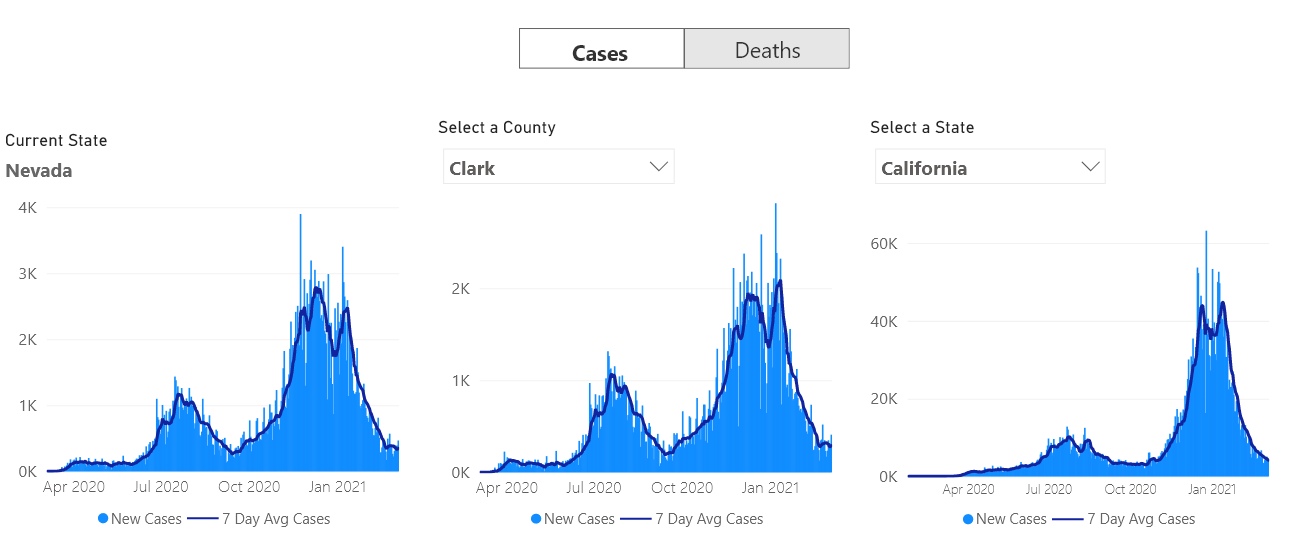 Cases Deaths
Current State
Nevada
4K
3K
2K
1K
0K
Apr 2020 Jul 2020 Oct 2020 Jan 2021
New Cases 7 Day Avg Cases
Select a County
Clark
2K
1K
0K
Apr 2020 Jul 2020 Oct 2020 Jan 2021
New Cases 7 Day Avg Cases
Select a State
California
60K
40K
20K
0K
Apr 2020 Jul 2020 Oct 2020 Jan 2021
New Cases 7 Day Avg Cases